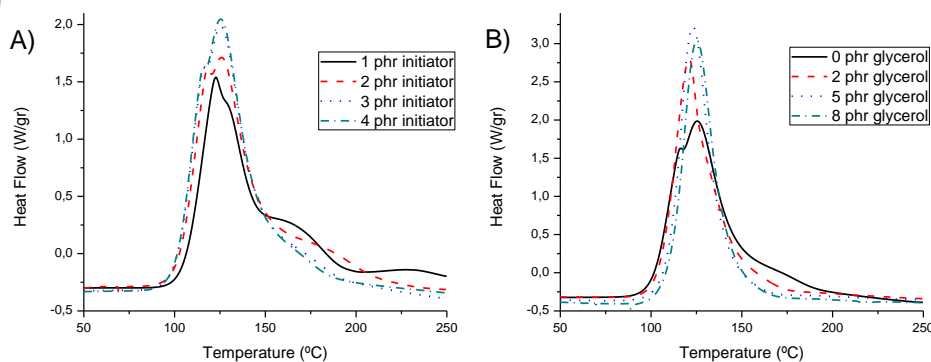 A)
2,0
1,5
1,0
0,5
0,0
-0,5
Heat Flow (W/gr)
50 100 150 200 250
Temperature (ºC)
1 phr initiator
2 phr initiator
3 phr initiator
4 phr initiator
B)
3,0
2,5
2,0
1,5
1,0
0,5
0,0
-0,5
Heat Flow (W/gr)
50 100 150 200 250
Temperature (ºC)
0 phr glycerol
2 phr glycerol
5 phr glycerol
8 phr glycerol